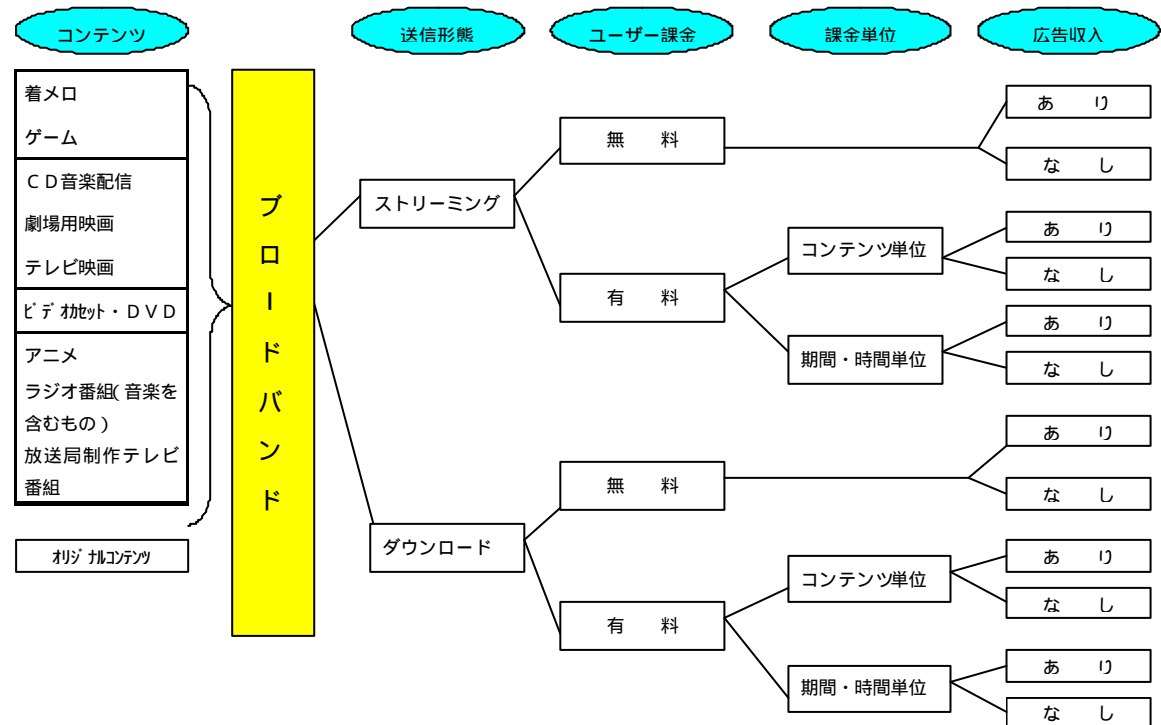 コンテンツ
送信形態
ユーザー課金
課金単位
広告収入
着メロ
ゲーム
ＣＤ音楽配信
劇場用映画
テレビ映画
ﾋﾞﾃﾞｵｶｾｯﾄ・ＤＶＤ
アニメ
ラジオ番組(音楽を
含むもの)
放送局制作テレビ
番組
ｵﾘｼﾞﾅﾙｺﾝﾃﾝﾂ
ブロードバンド
ストリーミング
無　料
有　料
コンテンツ単位
期間・時間単位
あ　り
な　し
あ　り
な　し
あ　り
な　し
ダウンロード
無　料
有　料
コンテンツ単位
期間・時間単位
あ　り
な　し
あ　り
な　し
あ　り
な　し